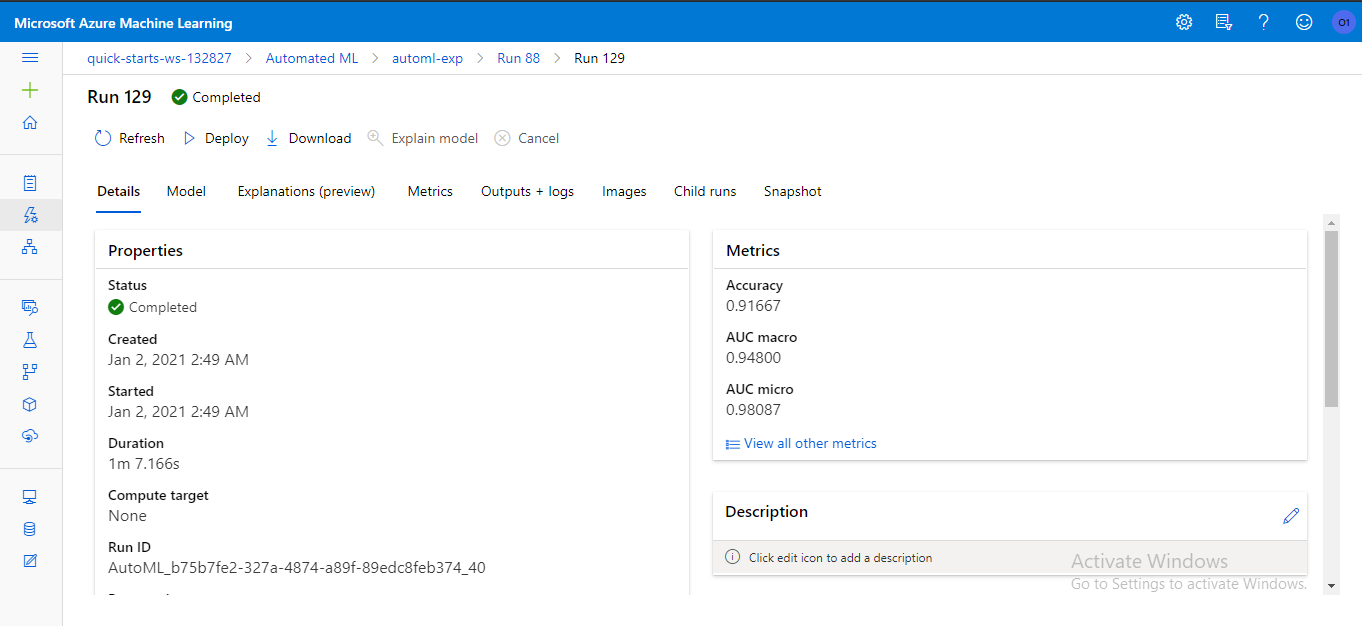 Microsoft Azure Machine Learning
O1
quick-starts-ws-132827 > Automated ML > automl-exp > Run 88 > Run 129
Run 129 Completed
Refresh Deploy Download Explain model Cancel
Details Model Explanations (preview) Metrics Outputs + logs Images Child runs Snapshot
Properties
Status
Completed
Created
Jan 2, 2021 2:49 AM
Started
Jan 2, 2021 2:49 AM
Duration
1m 7.166s
Compute target
None
Run ID
AutoML_b75b7fe2-327a-4874-a89f-89edc8feb374_40
Metrics
Accuracy
0.91667
AUC macro
0.94800
AUC micro
0.98087
View all other metrics
Description
Click edit icon to add a description
Activate Windows
Go to Settings to activate Windows.